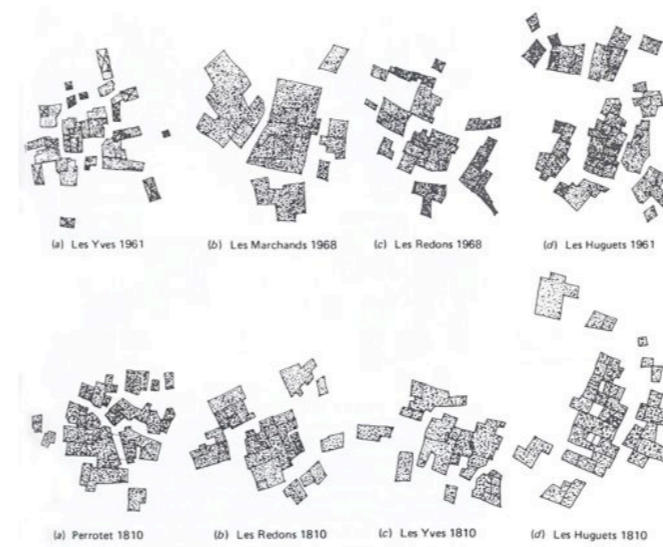 (a) Les Yves 1961
(b) Les Marchands 1968
(c) Les Redons 1968
(d) Les Huguets 1961
(a) Perrotet 1810
(b) Les Redons 1810
(c) Les Yves 1810
(d) Les Huguets 1810